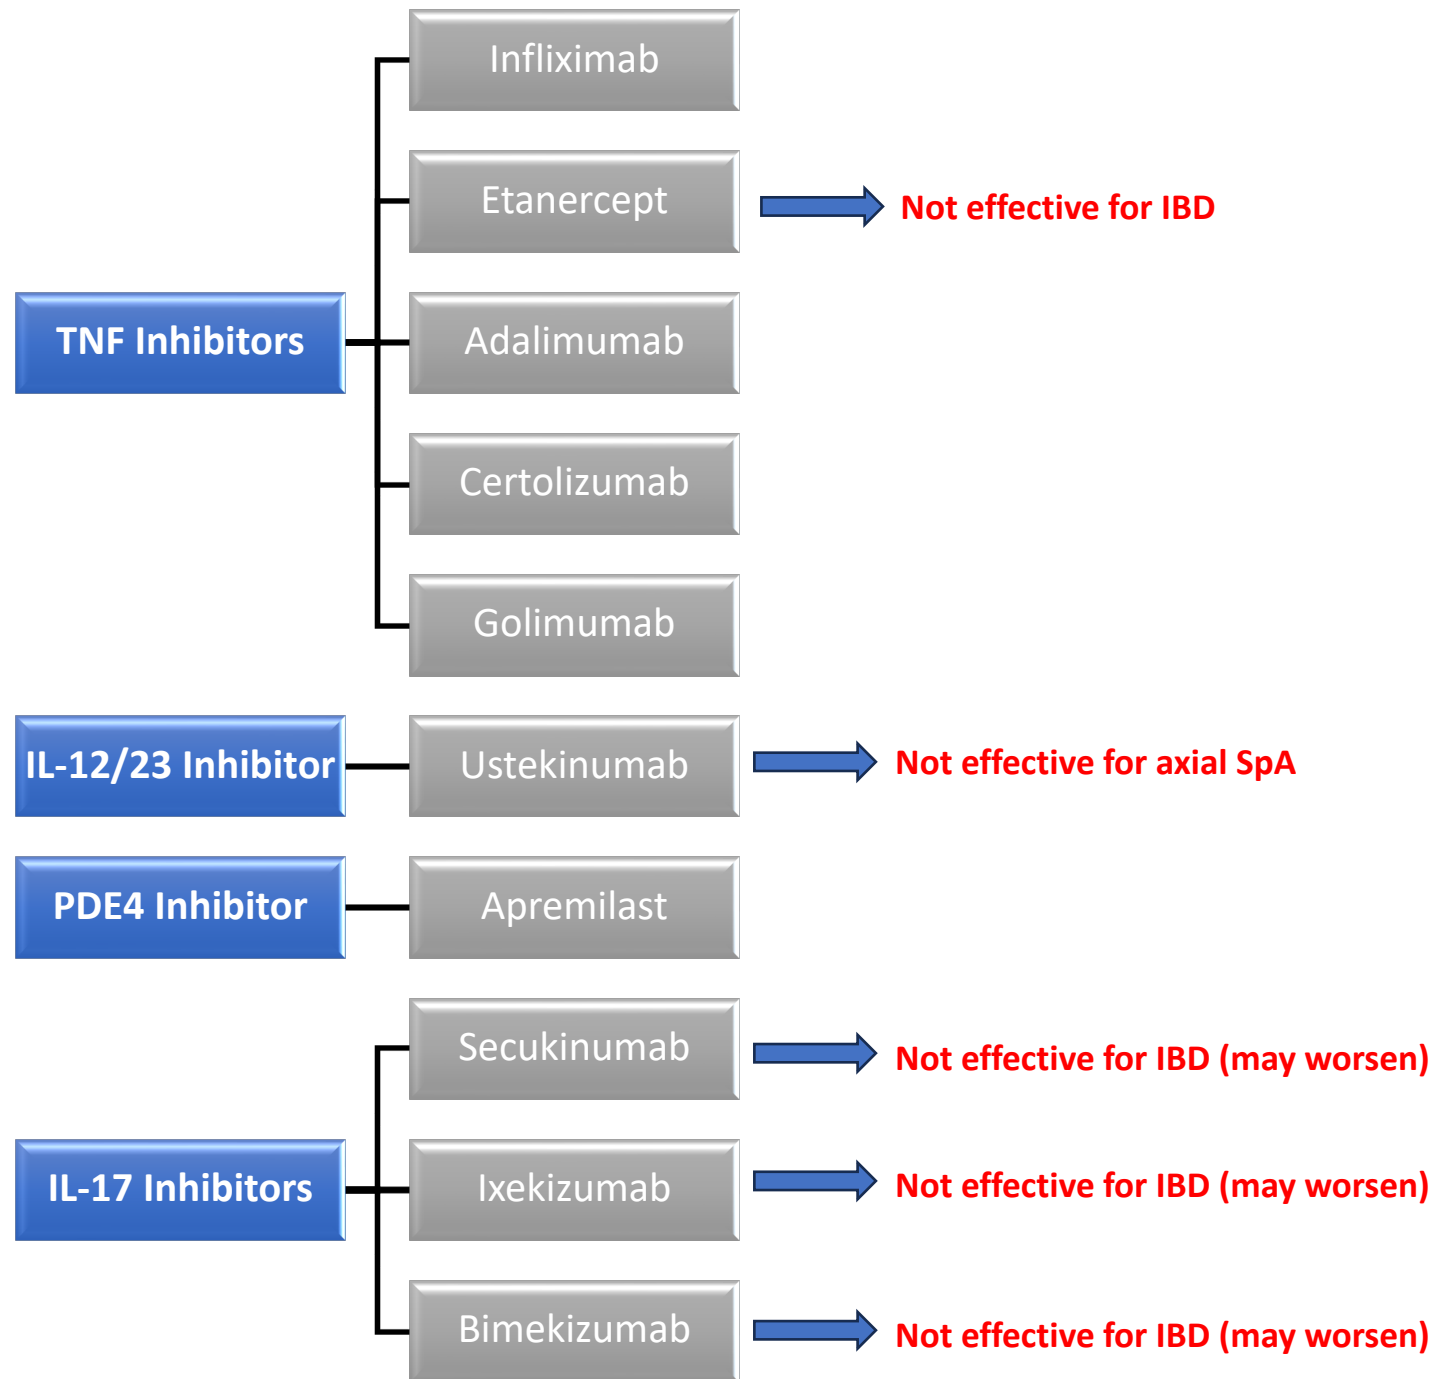 Infliximab
Etanercept
Not effective for IBD
TNF Inhibitors
Adalimumab
Certolizumab
Golimumab
IL-12/23 Inhibitor
Ustekinumab
Not effective for axial SpA
PDE4 Inhibitor
Apremilast
Secukinumab
Not effective for IBD (may worsen)
IL-17 Inhibitors
Ixekizumab
Not effective for IBD (may worsen)
Bimekizumab
Not effective for IBD (may worsen)